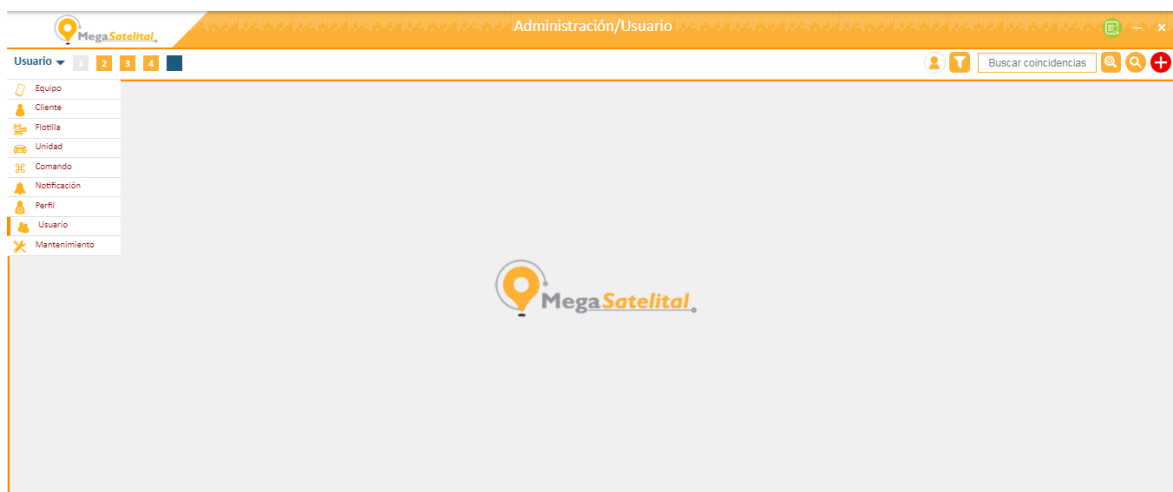 MegaSatelital
Administración/Usuario
Usuario 1 2 3 4
Buscar coincidencias
Equipo
Cliente
Flotilla
Unidad
Comando
Notificación
Perfil
Usuario
Mantenimiento
MegaSatelital